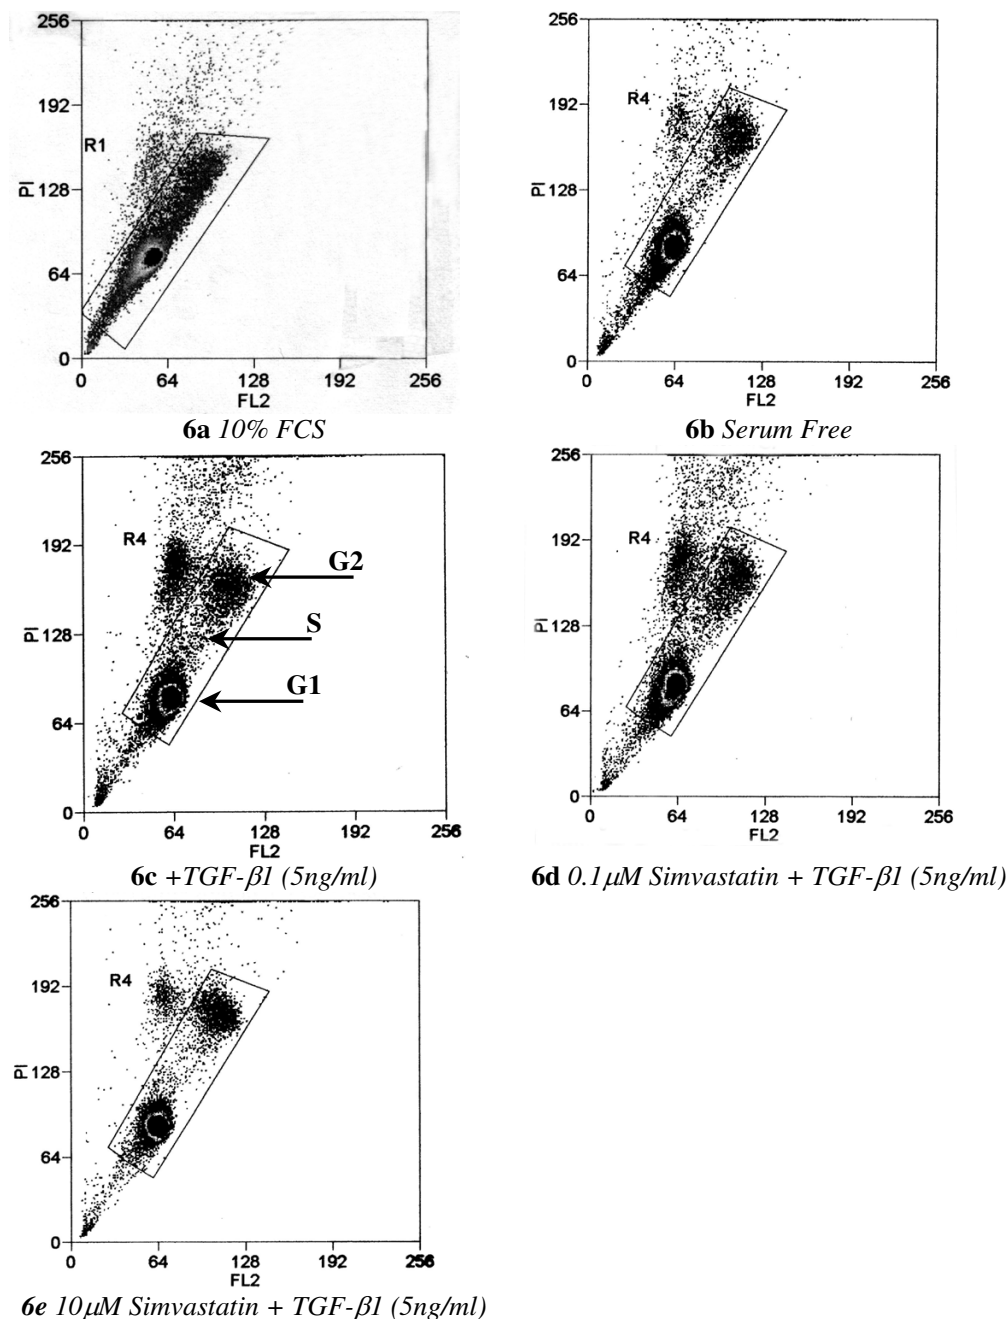 256
192
R1
PI
128
64
0
0 64 128 192 256
FL2
6a 10% FCS
256
192
R4
PI
128
64
0
0 64 128 192 256
FL2
6b Serum Free
256
192
R4
G2
PI
128
S
G1
64
0
0 64 128 192 256
FL2
6c +TGF-β1 (5ng/ml)
256
192
R4
PI
128
64
0
0 64 128 192 256
FL2
6d 0.1μM Simvastatin + TGF-β1 (5ng/ml)
256
192
R4
PI
128
64
0
0 64 128 192 256
FL2
6e 10μM Simvastatin + TGF-β1 (5ng/ml)